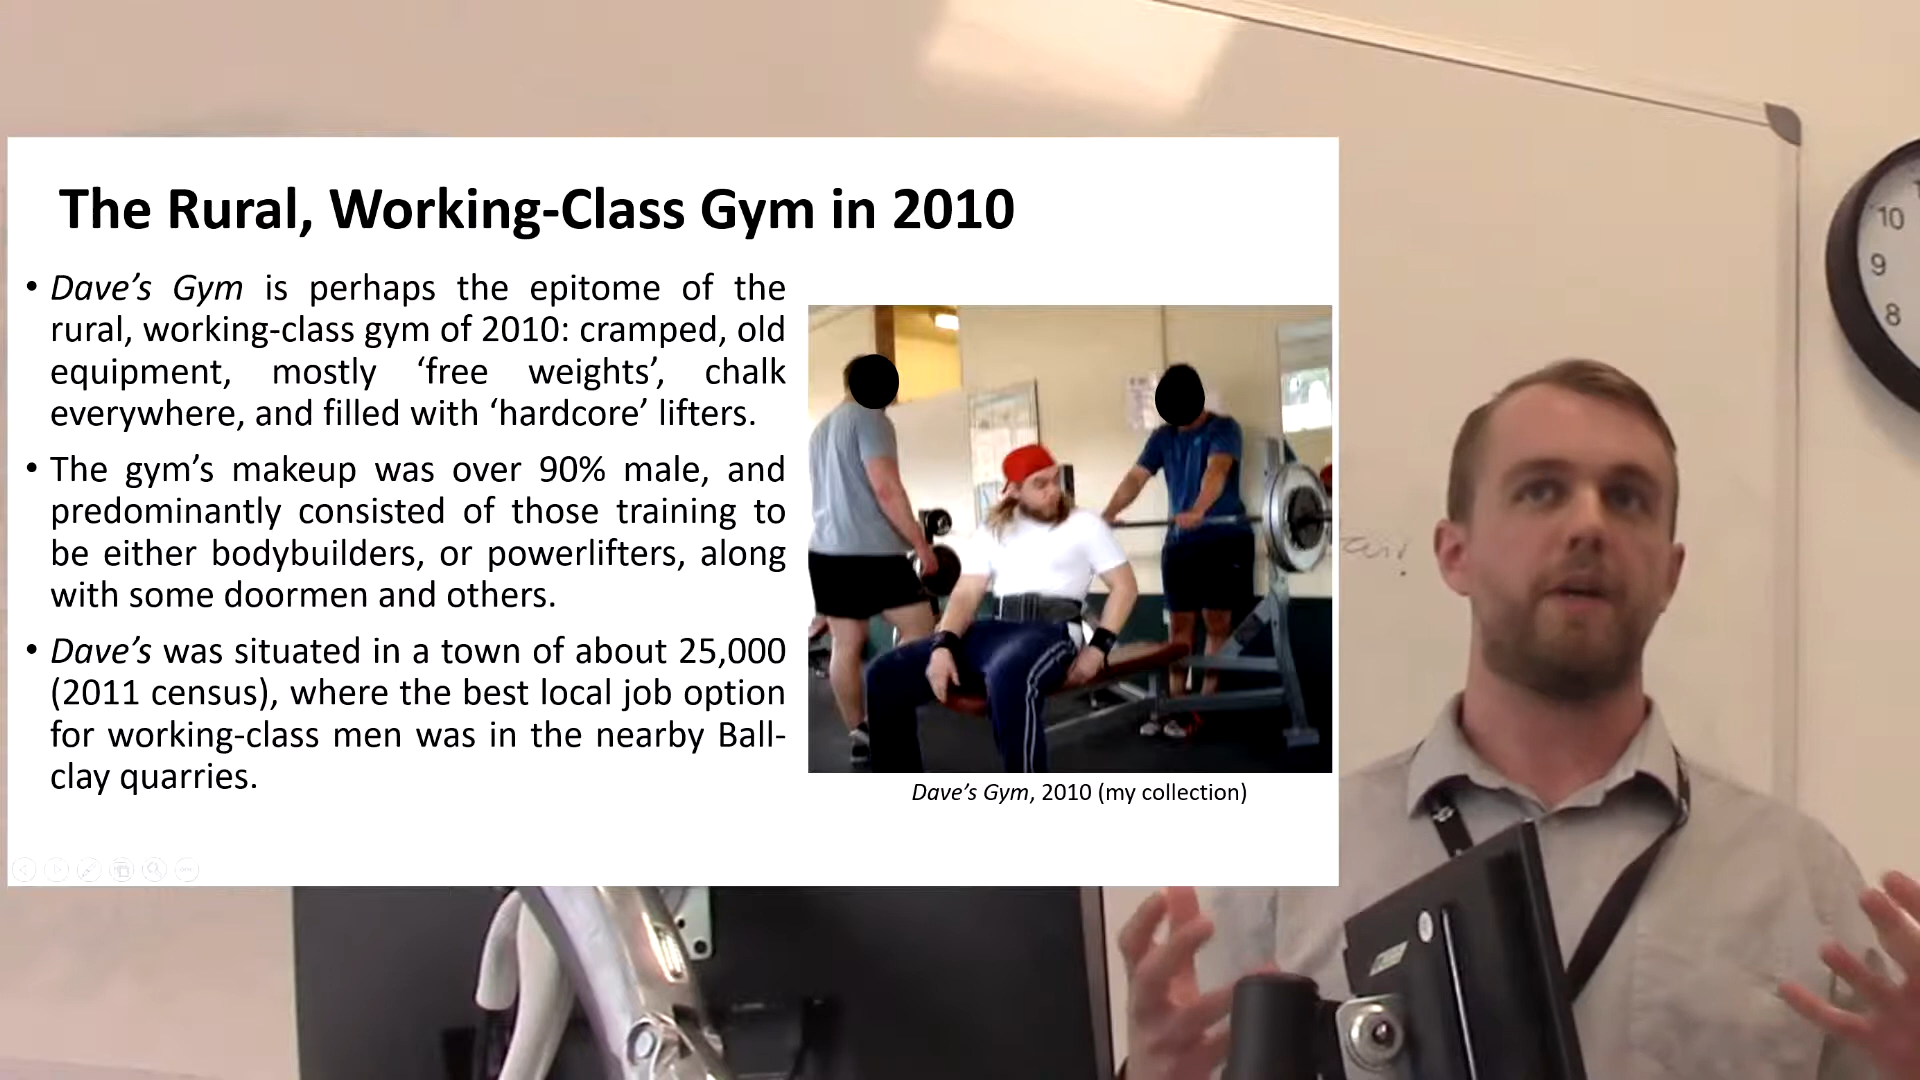 The Rural, Working-Class Gym in 2010
• Dave’s Gym is perhaps the epitome of the
rural, working-class gym of 2010: cramped, old
equipment, mostly ‘free weights’, chalk
everywhere, and filled with ‘hardcore’ lifters.
• The gym’s makeup was over 90% male, and
predominantly consisted of those training to
be either bodybuilders, or powerlifters, along
with some doormen and others.
• Dave’s was situated in a town of about 25,000
(2011 census), where the best local job option
for working-class men was in the nearby Ball-
clay quarries.
Dave’s Gym, 2010 (my collection)
10
9
8